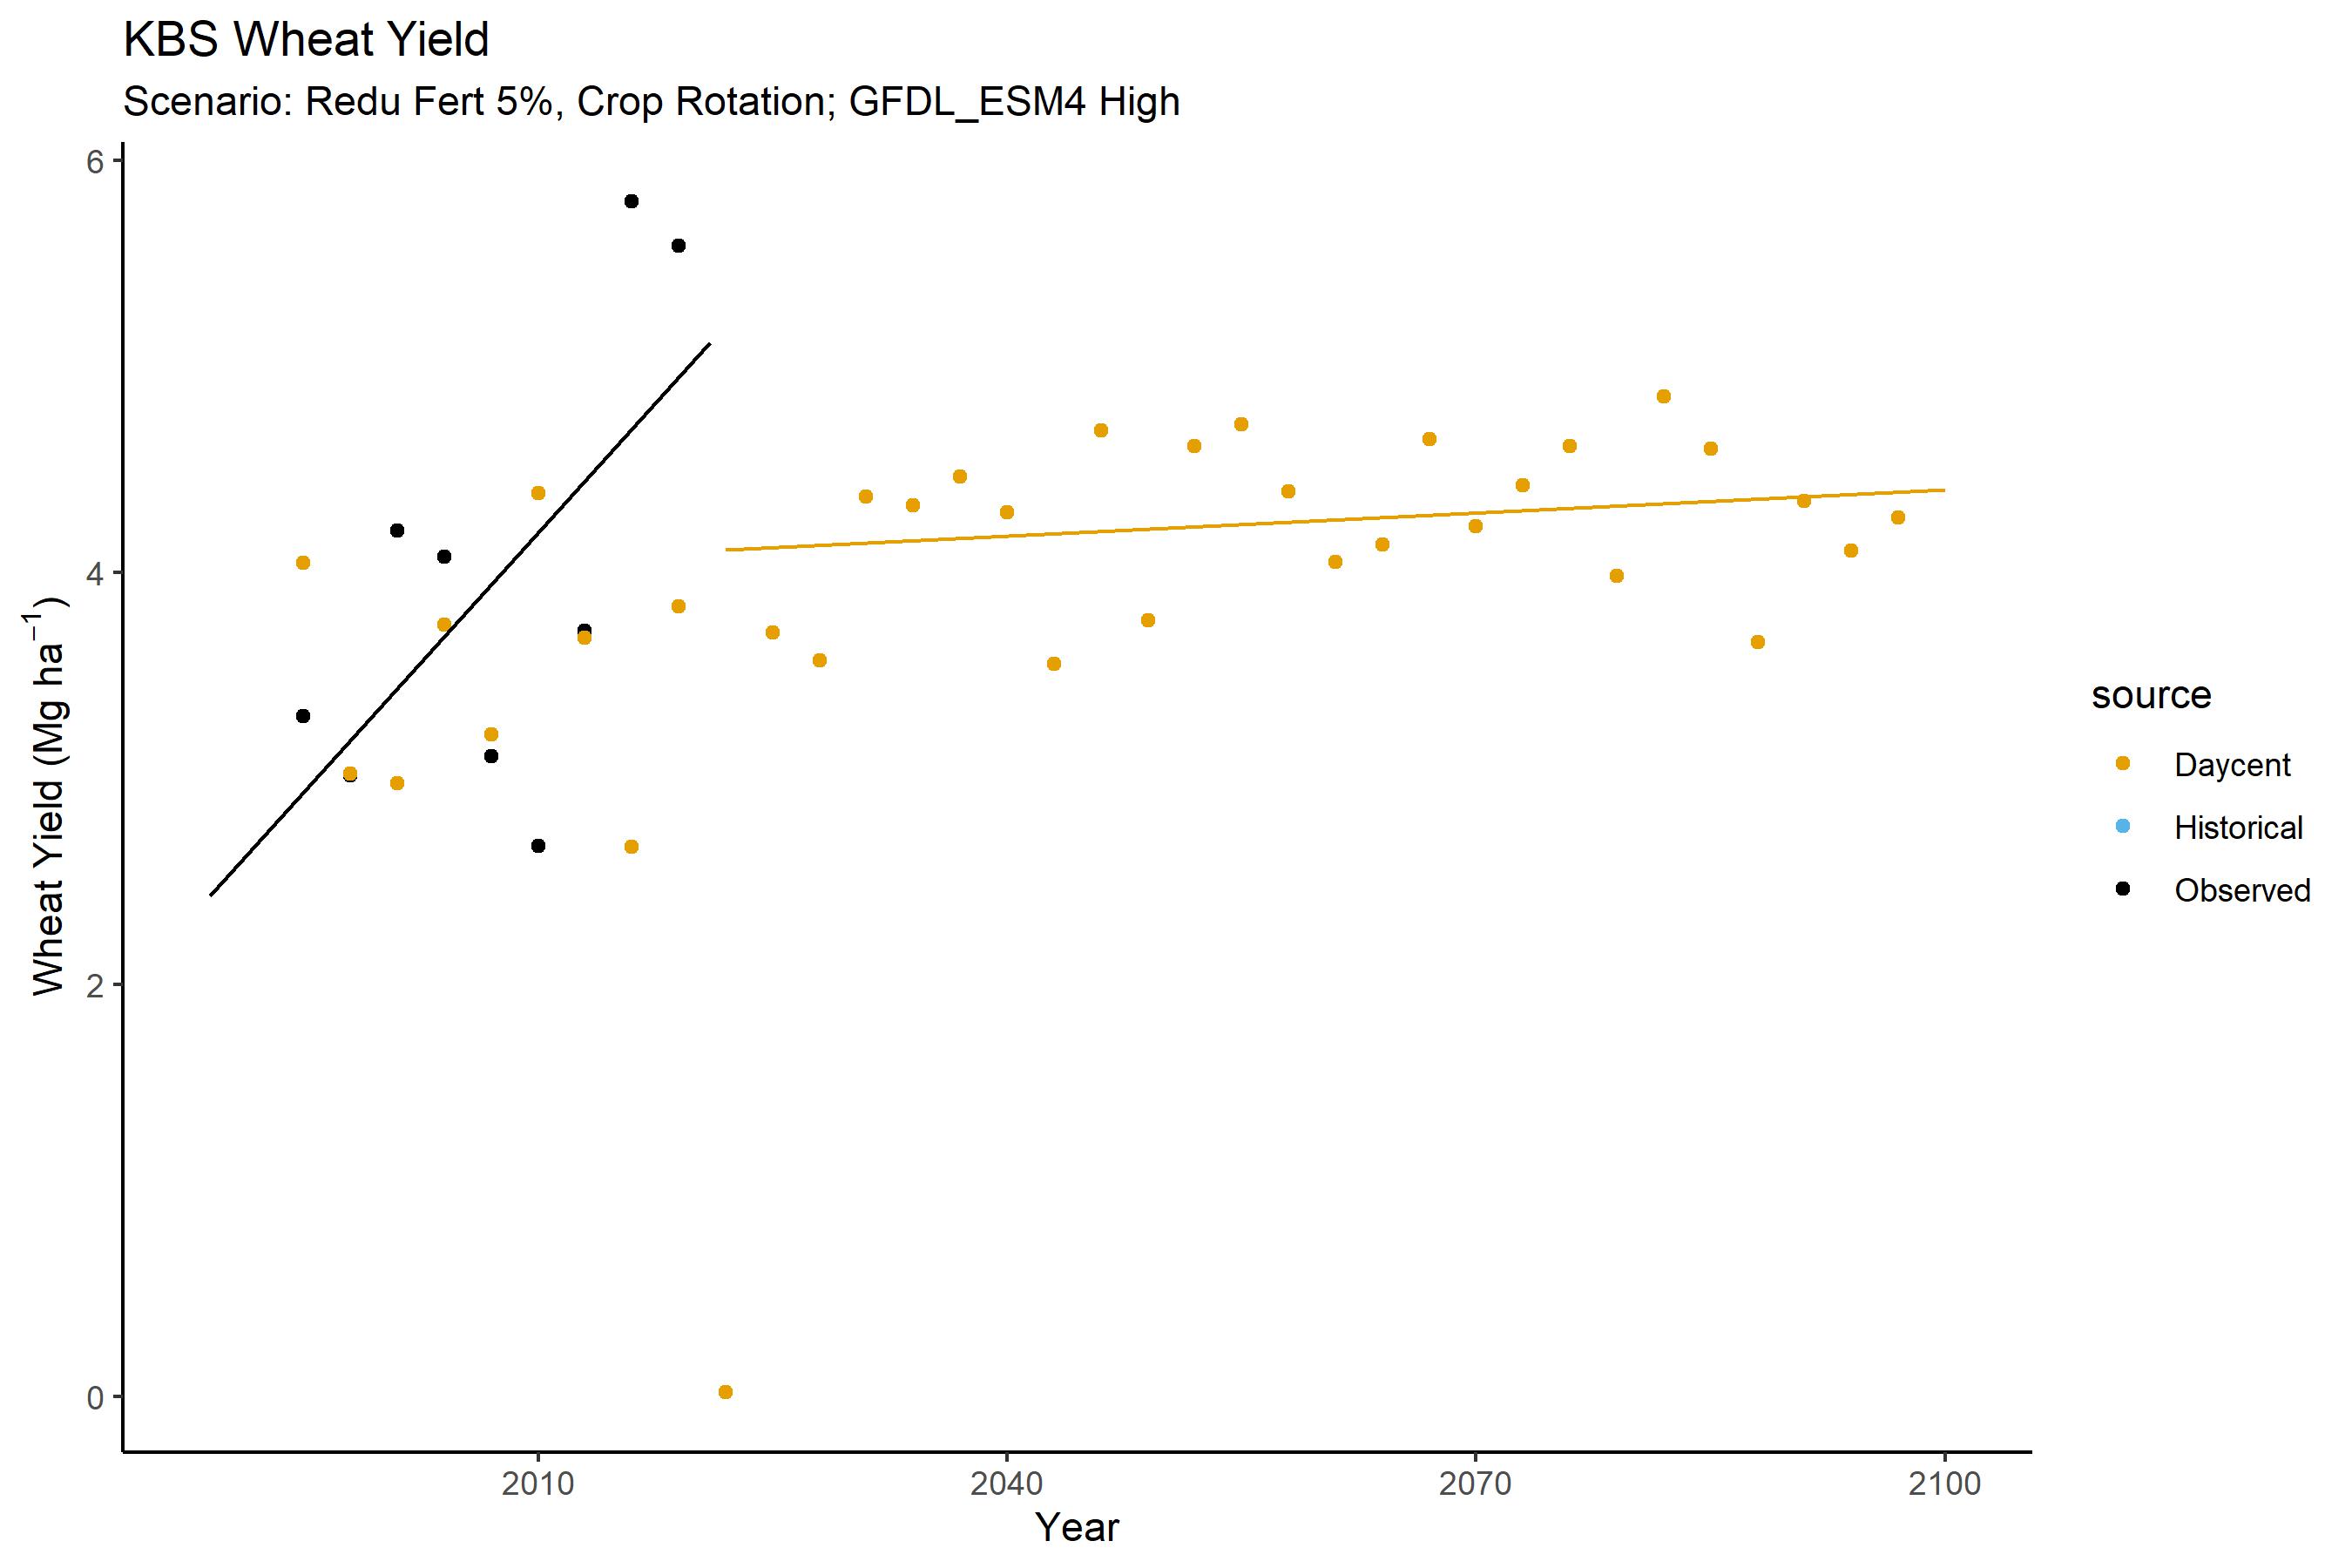 KBS Wheat Yield
Scenario: Redu Fert 5%, Crop Rotation; GFDL_ESM4 High
Wheat Yield (Mg ha⁻¹)
6
4
2
0
2010 2040 2070 2100
Year
source
Daycent
Historical
Observed